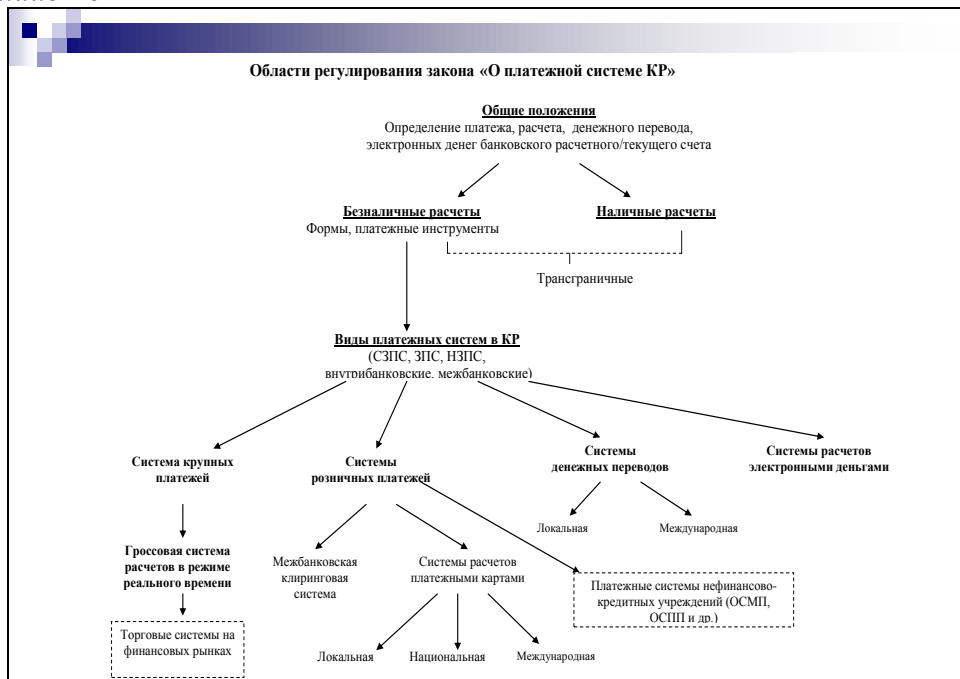 Области регулирования закона «О платежной системе КР»
Общие положения
Определение платежа, расчета, денежного перевода,
электронных денег банковского расчетного/текущего счета
Безналичные расчеты
Формы, платежные инструменты
Наличные расчеты
Трансграничные
Виды платежных систем в КР
(СЗПС, ЗПС, НЗПС,
внутрибанковские, межбанковские)
Система крупных
платежей
Системы
розничных платежей
Системы
денежных переводов
Системы расчетов
электронными деньгами
Локальная
Международная
Гроссовая система
расчетов в режиме
реального времени
Межбанковская
клиринговая
система
Системы расчетов
платежными картами
Платежные системы нефинансово-
кредитных учреждений (ОСМП,
ОСПП и др.)
Торговые системы на
финансовых рынках
Локальная
Национальная
Международная